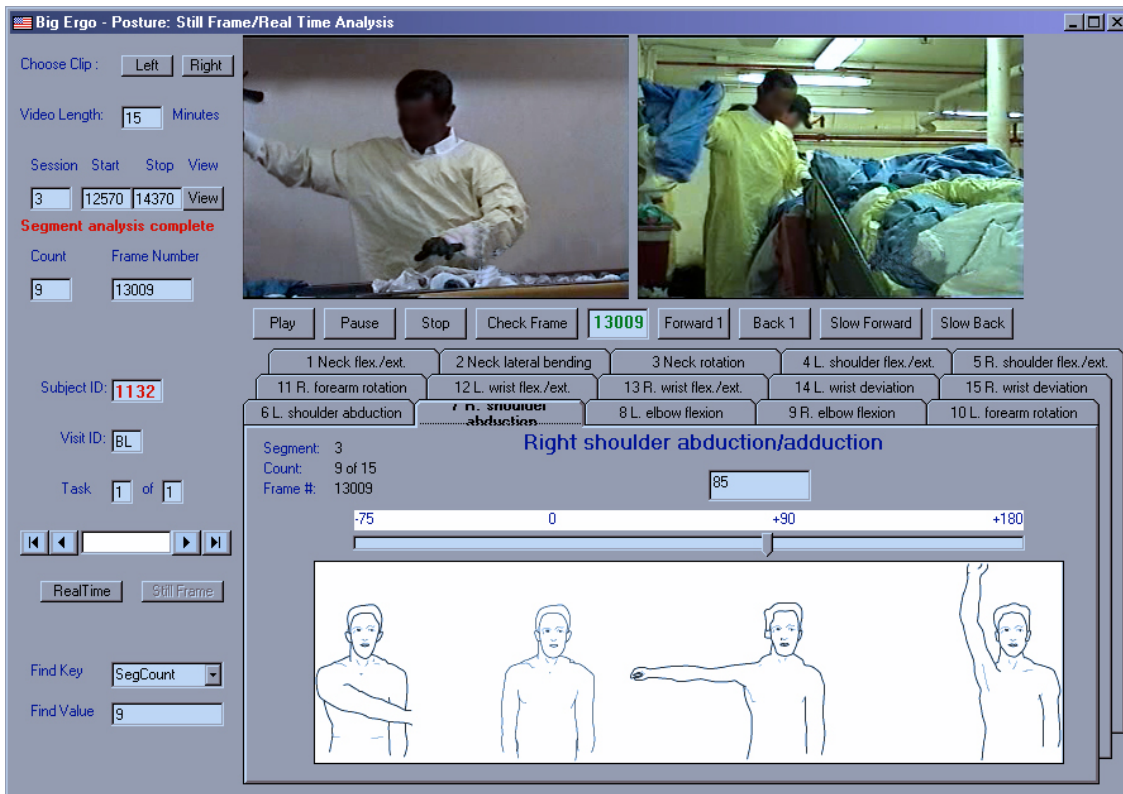 Big Ergo - Posture: Still Frame/Real Time Analysis
Choose Clip : Left Right
Video Length: 15 Minutes
Session Start Stop View
3 12570 14370 View
Segment analysis complete
Count Frame Number
9 13009
Play Pause Stop Check Frame 13009 Forward 1 Back 1 Slow Forward Slow Back
1 Neck flex./ext. 2 Neck lateral bending 3 Neck rotation 4 L. shoulder flex./ext. 5 R. shoulder flex./ext.
11 R. forearm rotation 12 L. wrist flex./ext. 13 R. wrist flex./ext. 14 L. wrist deviation 15 R. wrist deviation
6 L. shoulder abduction 7 R. shoulder abduction 8 L. elbow flexion 9 R. elbow flexion 10 L. forearm rotation
Subject ID: 1132
Visit ID: BL
Task 1 of 1
RealTime Still Frame
Find Key SegCount
Find Value 9
Right shoulder abduction/adduction
Segment: 3
Count: 9 of 15
Frame #: 13009
85
-75 0 +90 +180